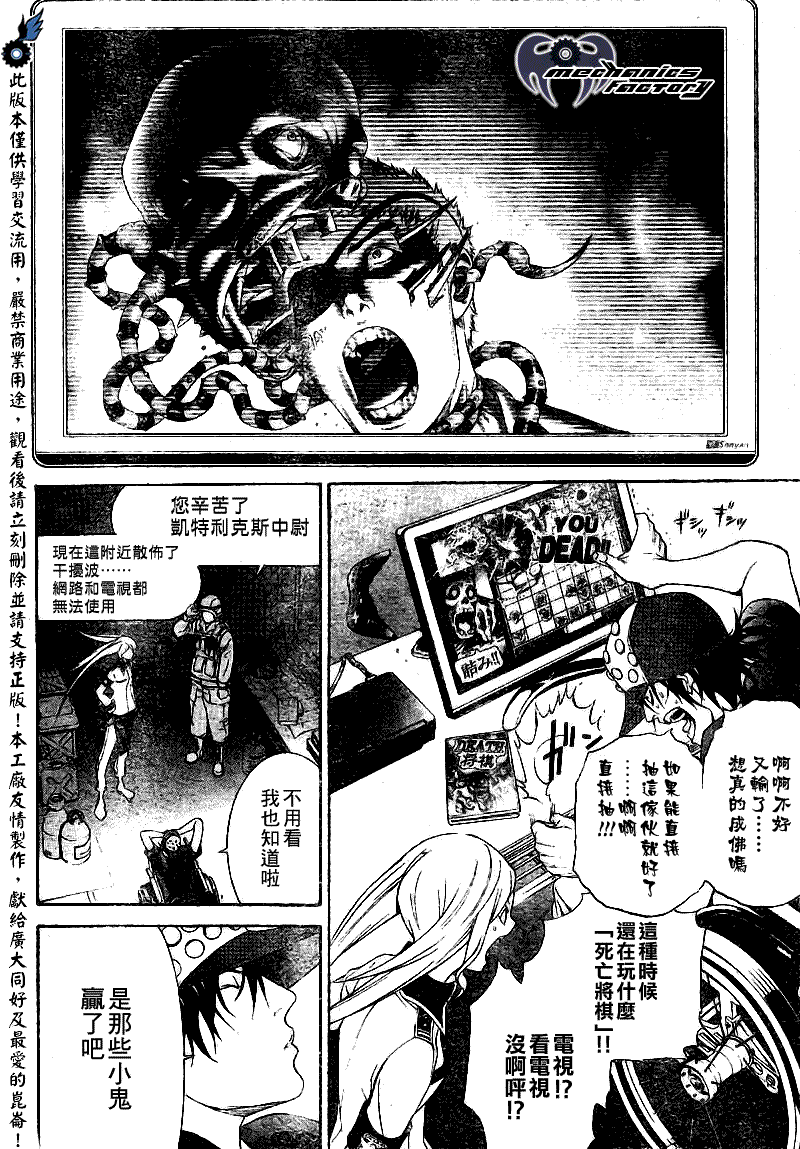 mechanics
factory
此版本僅供學習交流用，嚴禁商業用途，觀看後請立刻刪除並請支持正版！本工廠友情製作，獻給廣大同好及最愛的崑崙！
ギシッ
ギシッ
YOU
DEAD!!
詰み!!
DEATH
将棋
啊啊不好
又輸了……
想真的成佛嗎
如果能直接
抽這傢伙就好了
……啊啊
直接抽!!!
這種時候
還在玩什麼
「死亡將棋」!!
電視!?
看電視
沒啊呯!?
您辛苦了
凱特利克斯中尉
現在這附近散佈了
干擾波……
網路和電視都
無法使用
不用看
我也知道啦
是那些小鬼
贏了吧